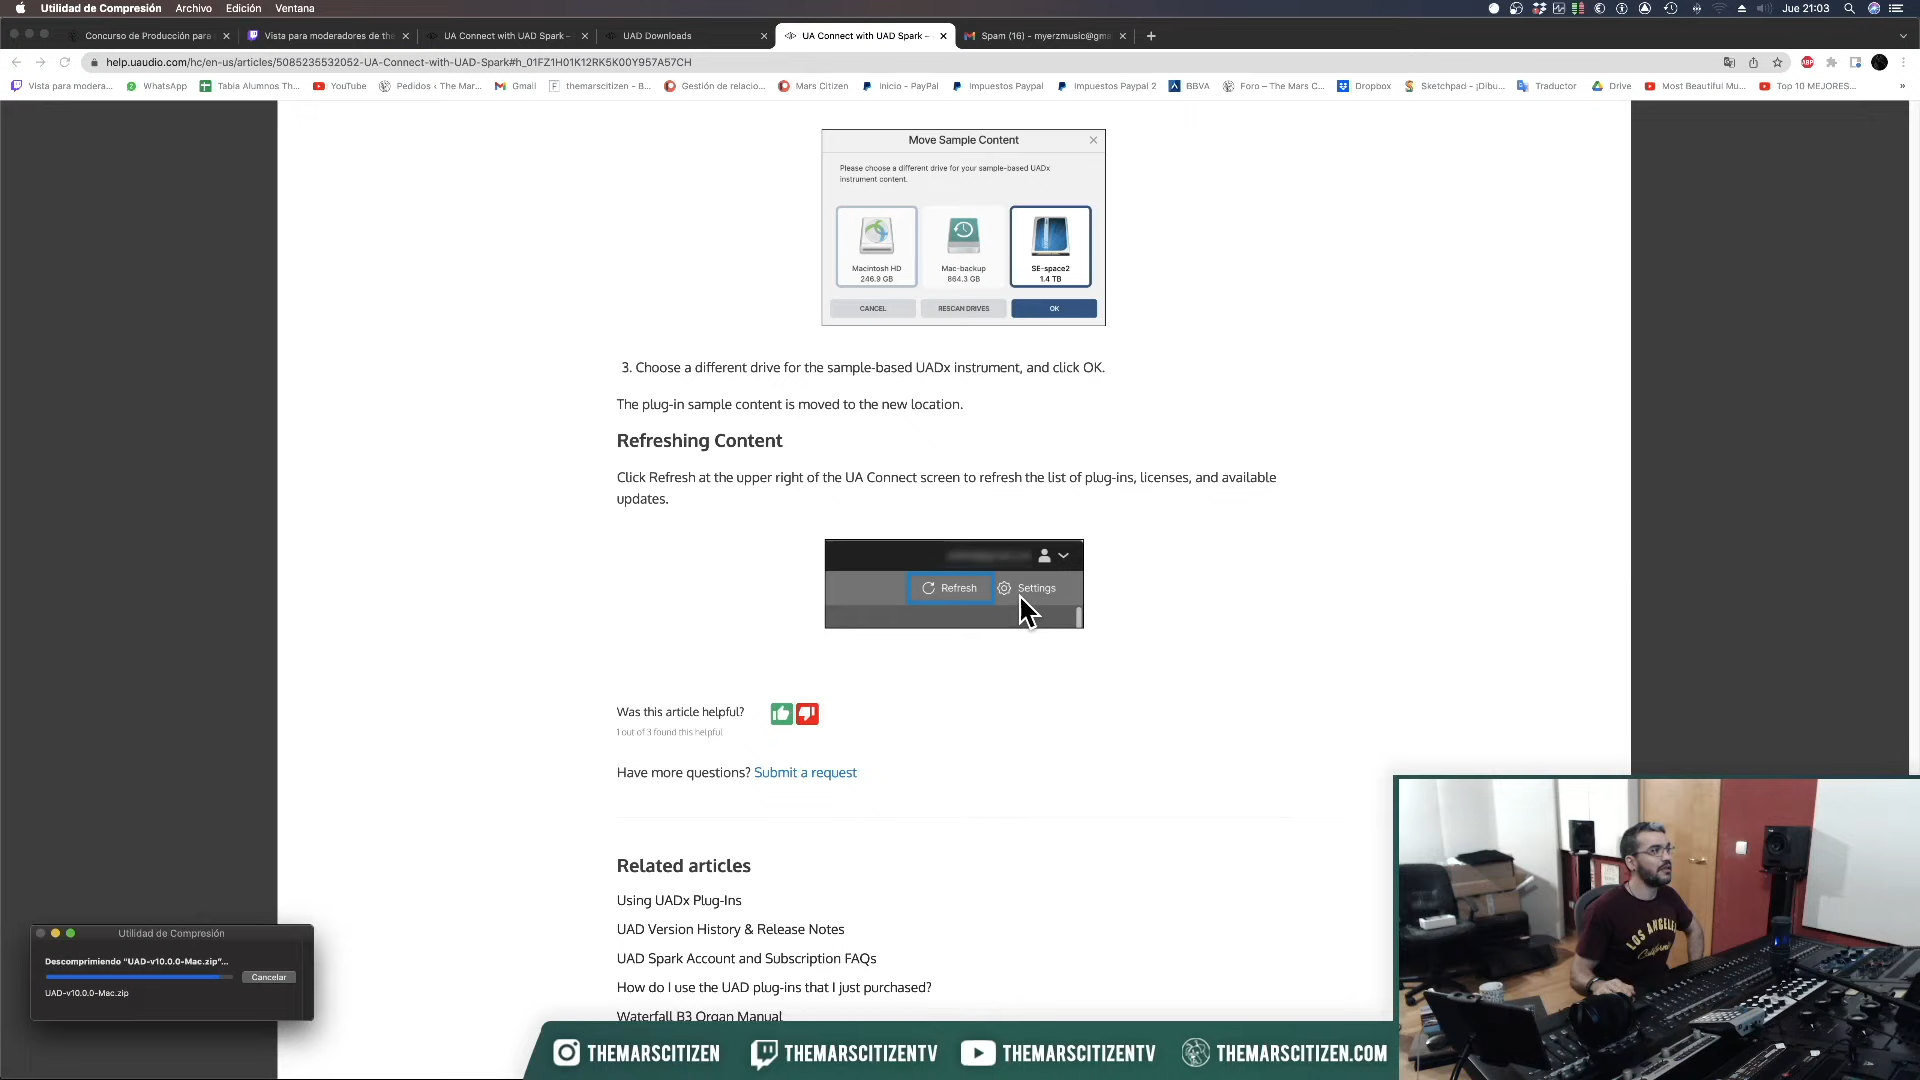 Utilidad de Compresión Archivo Edición Ventana
Jue 21:03
Concurso de Producción para
Vista para moderadores de the
UA Connect with UAD Spark –
UAD Downloads
UA Connect with UAD Spark –
Spam (16) - myerzmusic@gma
help.uaudio.com/hc/en-us/articles/5085235532052-UA-Connect-with-UAD-Spark#h_01FZ1H01K12RK5K00Y957A57CH
Vista para modera...
WhatsApp
Tabla Alumnos Th...
YouTube
Pedidos ‹ The Mar...
Gmail
themarscitizen - B...
Gestión de relacio...
Mars Citizen
Inicio - PayPal
Impuestos Paypal
Impuestos Paypal 2
BBVA
Foro – The Mars C...
Dropbox
Sketchpad - ¡Dibu...
Traductor
Drive
Most Beautiful Mu...
Top 10 MEJORES...
»
Move Sample Content
Please choose a different drive for your sample-based UADx
instrument content.
Macintosh HD
246.9 GB
Mac-backup
864.3 GB
SE-space2
1.4 TB
CANCEL
RESCAN DRIVES
OK
3. Choose a different drive for the sample-based UADx instrument, and click OK.
The plug-in sample content is moved to the new location.
Refreshing Content
Click Refresh at the upper right of the UA Connect screen to refresh the list of plug-ins, licenses, and available
updates.
Refresh
Settings
Was this article helpful?
1 out of 3 found this helpful
Have more questions? Submit a request
Related articles
Using UADx Plug-Ins
UAD Version History & Release Notes
UAD Spark Account and Subscription FAQs
How do I use the UAD plug-ins that I just purchased?
Waterfall B3 Organ Manual
Utilidad de Compresión
Descomprimiendo “UAD-v10.0.0-Mac.zip”...
Cancelar
UAD-v10.0.0-Mac.zip
LOS ANGELES
California
THEMARSCITIZEN
THEMARSCITIZENTV
THEMARSCITIZENTV
THEMARSCITIZEN.COM